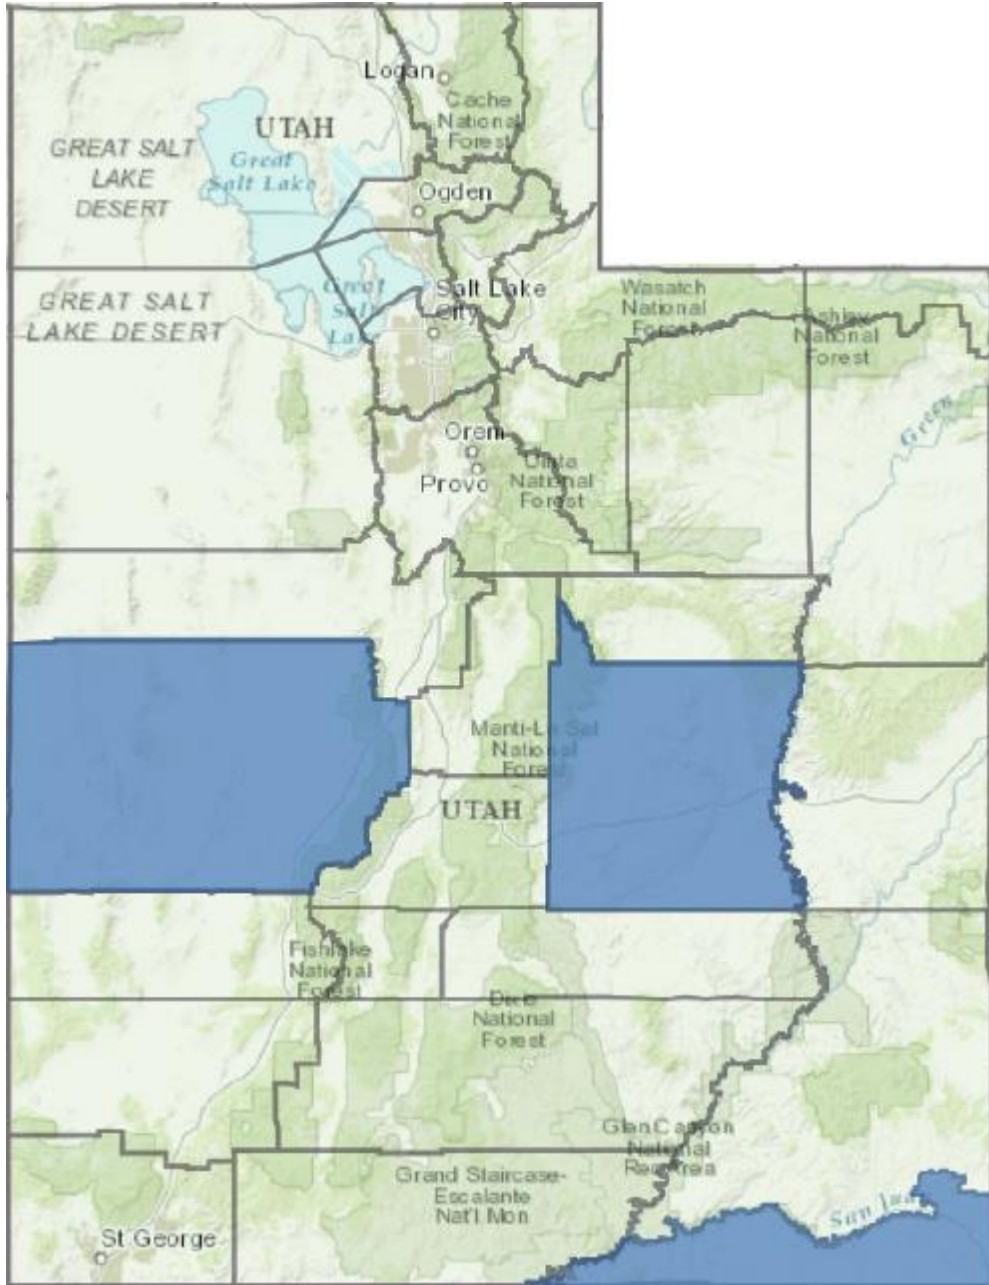 Logan
Cache
National
Forest
UTAH
GREAT SALT
LAKE
DESERT
Great
Salt Lake
Ogden
GREAT SALT
LAKE DESERT
Great
Salt
Lake
Salt Lake
City
Wasatch
National
Forest
Ashley
National
Forest
Green
Orem
Provo
Uinta
National
Forest
Manti-La Sal
National
Forest
UTAH
Fishlake
National
Forest
Dixie
National
Forest
Glen Canyon
National
Rec Area
Grand Staircase-
Escalante
Nat'l Mon
San Juan
St George